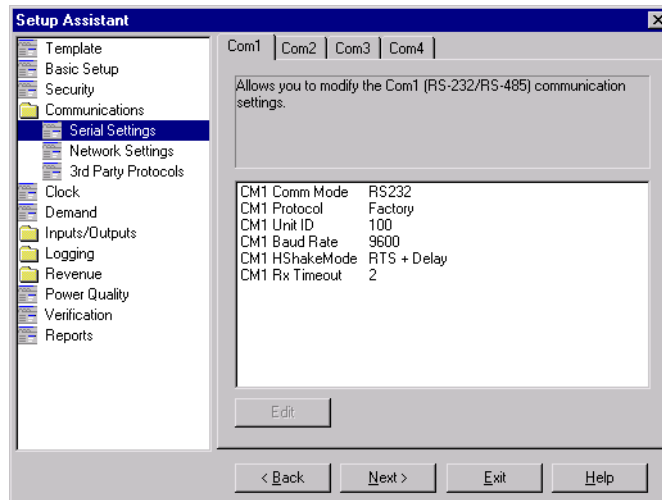 Setup Assistant
Template
Basic Setup
Security
Communications
Serial Settings
Network Settings
3rd Party Protocols
Clock
Demand
Inputs/Outputs
Logging
Revenue
Power Quality
Verification
Reports
Com1 Com2 Com3 Com4
Allows you to modify the Com1 (RS-232/RS-485) communication
settings.
CM1 Comm Mode RS232
CM1 Protocol Factory
CM1 Unit ID 100
CM1 Baud Rate 9600
CM1 HShakeMode RTS + Delay
CM1 Rx Timeout 2
Edit
< Back Next > Exit Help